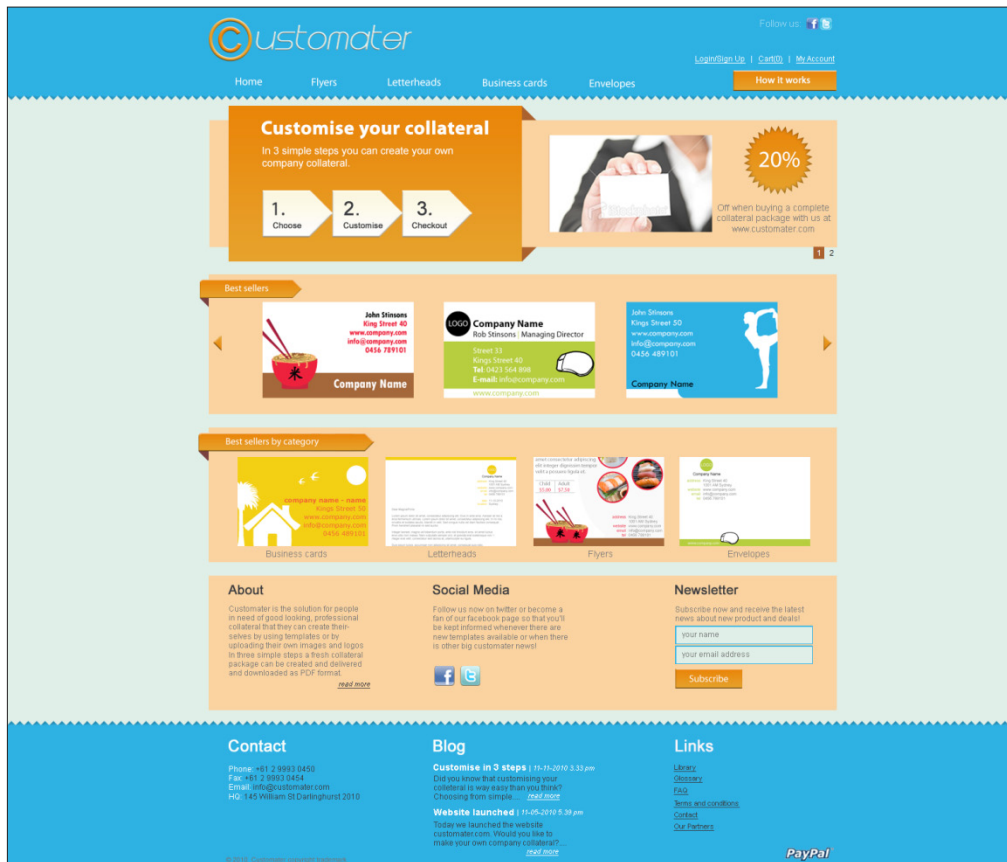 Customater
Follow us:
Login/Sign Up | Cart(0) | My Account
Home
Flyers
Letterheads
Business cards
Envelopes
How it works
Customise your collateral
In 3 simple steps you can create your own
company collateral.
1.
Choose
2.
Customise
3.
Checkout
20%
Off when buying a complete
collateral package with us at
www.customater.com
1 2
Best sellers
John Stinsons
King Street 40
www.company.com
info@company.com
0456 789101
米
Company Name
LOGO
Company Name
Rob Stinsons | Managing Director
Street 33
Kings Street 40
Tel: 0423 564 898
E-mail: info@company.com
www.company.com
John Stinsons
Kings Street 50
www.company.com
info@company.com
0456 489101
Company Name
Best sellers by category
company name - name
Kings Street 50
info@company.com
0456 489101
Business cards
Letterheads
Flyers
Envelopes
About
Customater is the solution for people
in need of good looking, professional
collateral that they can create their-
selves by using templates or by
uploading their own images and logos
In three simple steps a fresh collateral
package can be created and delivered
and downloaded as PDF format.
read more
Social Media
Follow us now on twitter or become a
fan of our facebook page so that you'll
be kept informed whenever there are
new templates available or when there
is other big customater news!
Newsletter
Subscribe now and receive the latest
news about new product and deals!
your name
your email address
Subscribe
Contact
Phone: +61 2 9993 0450
Fax: +61 2 9993 0454
Email: info@customater.com
HQ: 145 William St Darlinghurst 2010
Blog
Customise in 3 steps | 11-11-2010 3.33 pm
Did you know that customising your
colleteral is way easy than you think?
Choosing from simple.... read more
Website launched | 11-05-2010 5.39 pm
Today we launched the website
customater.com. Would you like to
make your own company collateral?...
read more
Links
Library
Glossary
FAQ
Terms and conditions
Contact
Our Partners
PayPal